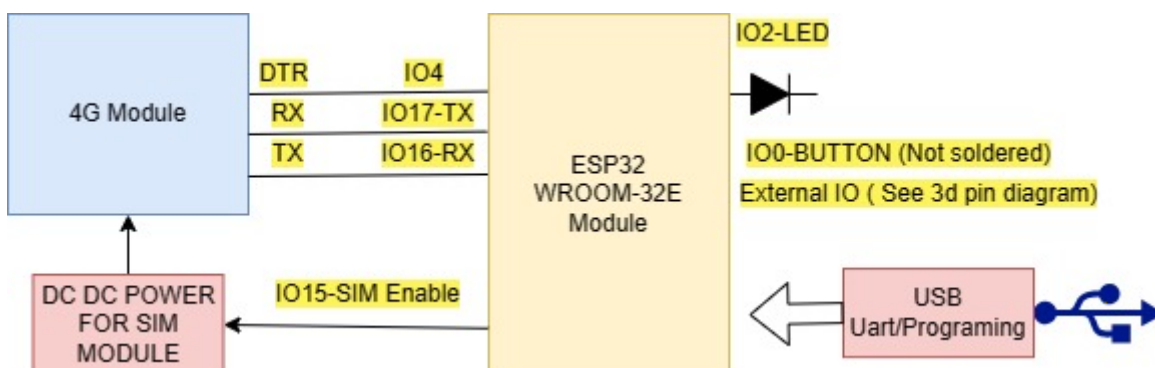 IO2-LED
DTR
IO4
4G Module
RX
IO17-TX
TX
IO16-RX
IO0-BUTTON (Not soldered)
ESP32
WROOM-32E
Module
External IO ( See 3d pin diagram)
DC DC POWER
FOR SIM
MODULE
IO15-SIM Enable
USB
Uart/Programing